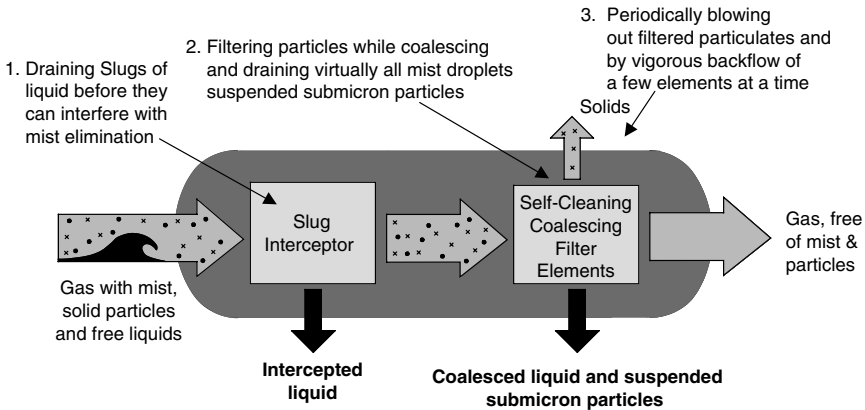 1. Draining Slugs of
liquid before they
can interfere with
mist elimination
2. Filtering particles while coalescing
and draining virtually all mist droplets
suspended submicron particles
3. Periodically blowing
out filtered particulates and
by vigorous backflow of
a few elements at a time
Solids
Slug
Interceptor
Self-Cleaning
Coalescing
Filter
Elements
Gas, free
of mist &
particles
Gas with mist,
solid particles
and free liquids
Intercepted
liquid
Coalesced liquid and suspended
submicron particles